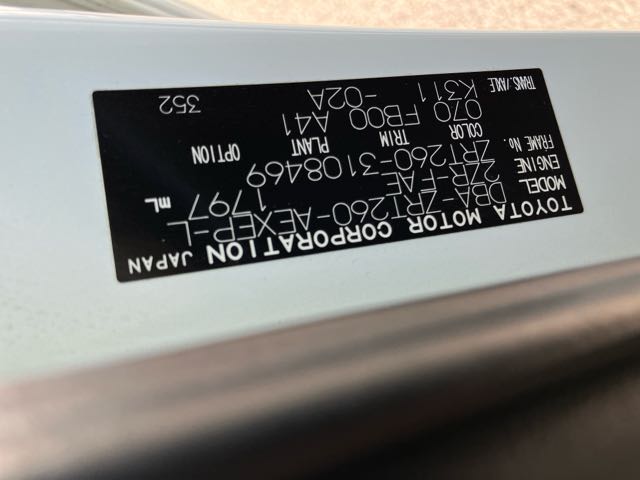 TOYOTA MOTOR CORPORATION JAPAN
MODEL DBA-ZRT260-AEXEP-L
ENGINE 2ZR-FAE 1797 mL
FRAME No. ZRT260-3108469
COLOR TRIM PLANT OPTION
070 FB00 A41
TRANS./AXLE K311 -02A
352